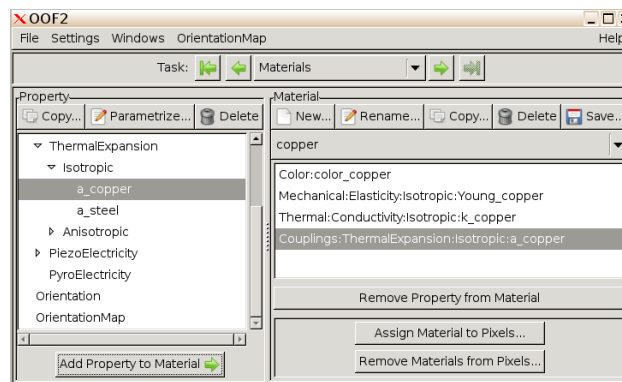 OOF2
File Settings Windows OrientationMap Help
Task: Materials
Property
Copy... Parametrize... Delete
ThermalExpansion
Isotropic
a_copper
a_steel
Anisotropic
PiezoElectricity
PyroElectricity
Orientation
OrientationMap
Add Property to Material
Material
New... Rename... Copy... Delete Save...
copper
Color:color_copper
Mechanical:Elasticity:Isotropic:Young_copper
Thermal:Conductivity:Isotropic:k_copper
Couplings:ThermalExpansion:Isotropic:a_copper
Remove Property from Material
Assign Material to Pixels...
Remove Materials from Pixels...